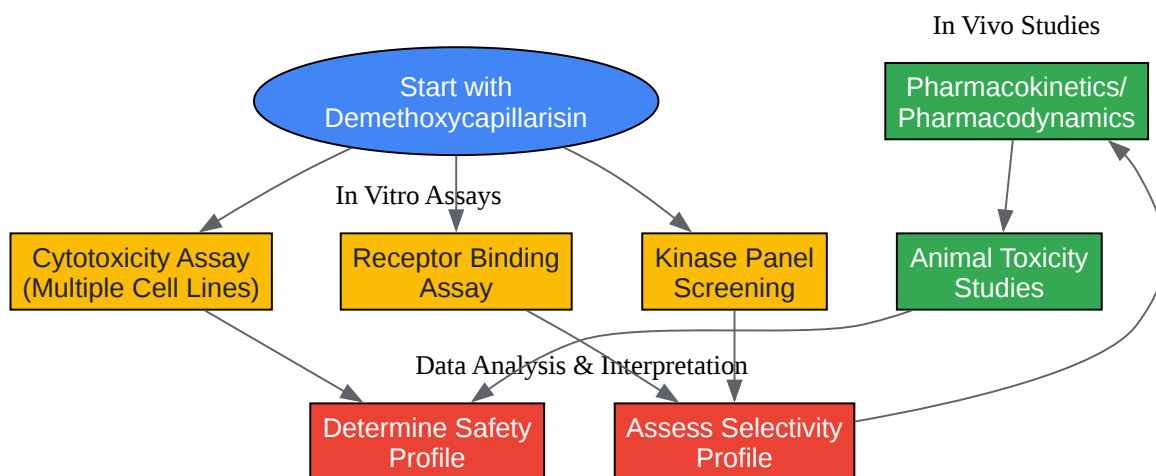 In Vivo Studies
Start with
Demethoxycapillarisin
Pharmacokinetics/
Pharmacodynamics
In Vitro Assays
Cytotoxicity Assay
(Multiple Cell Lines)
Receptor Binding
Assay
Kinase Panel
Screening
Animal Toxicity
Studies
Data Analysis & Interpretation
Determine Safety
Profile
Assess Selectivity
Profile